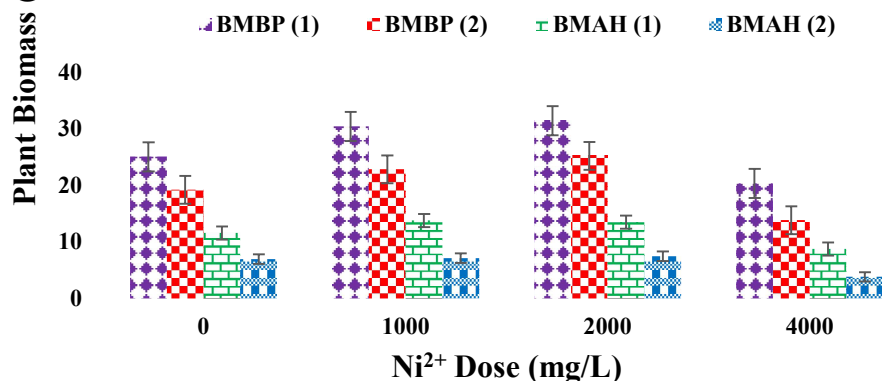 Plant Biomass (
BMBP (1) BMBP (2) BMAH (1) BMAH (2)
40
30
20
10
0
0 1000 2000 4000
Ni²⁺ Dose (mg/L)